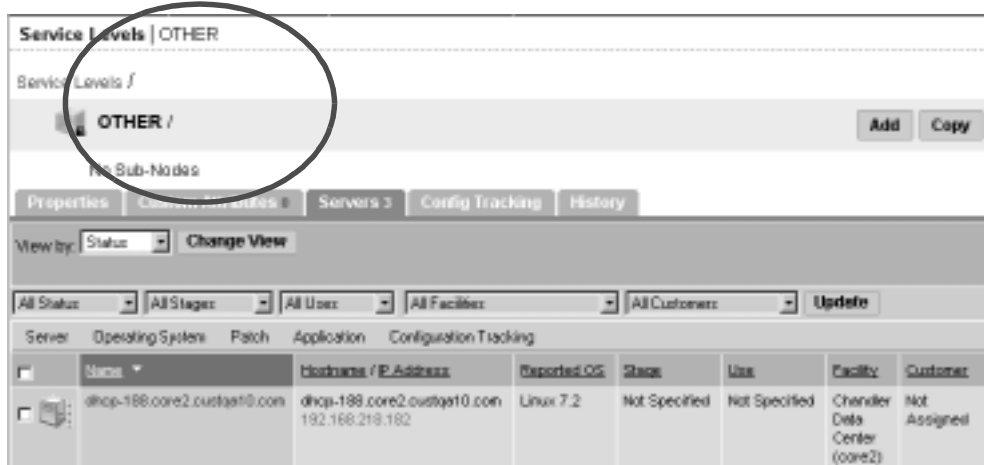 Service Levels | OTHER
Service Levels /
OTHER /
Add Copy
No Sub-Nodes
Properties Custom Attributes 0 Servers 3 Config Tracking History
View by: Status Change View
All Status All Stages All Uses All Facilities All Customers Update
Server Operating System Patch Application Configuration Tracking
Name Hostname / IP Address Reported OS Stage Use Facility Customer
dhcp-188.core2.custqa10.com dhcp-188.core2.custqa10.com Linux 7.2 Not Specified Not Specified Chandler Not
192.168.218.182 Data Assigned
Center
(core2)